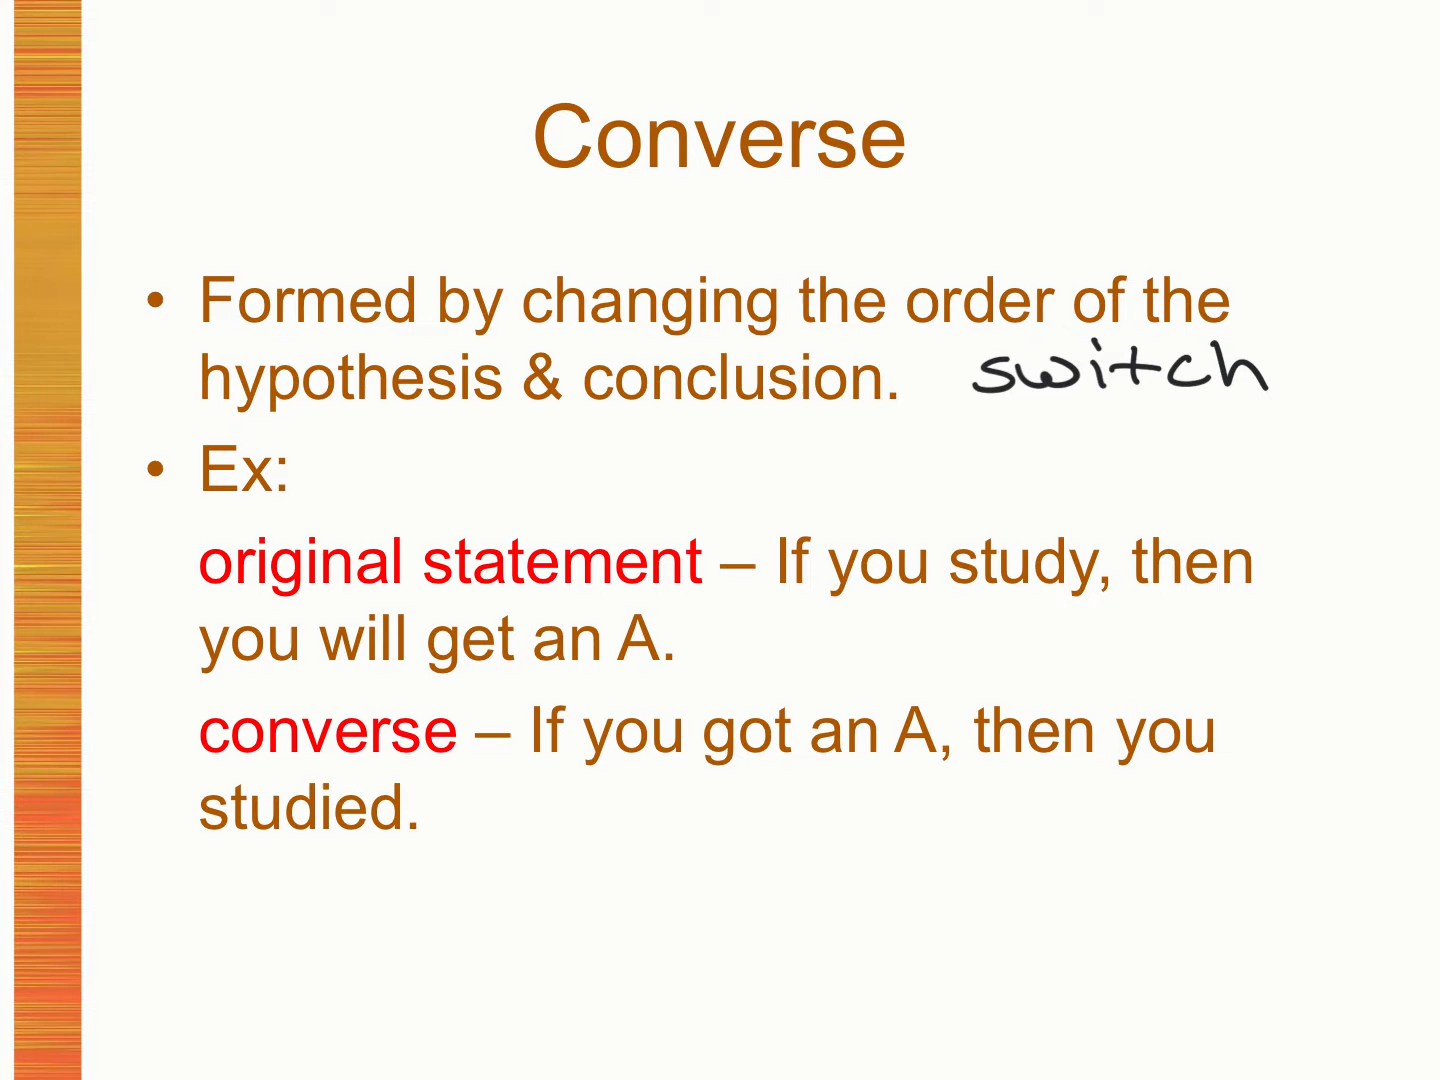 Converse
• Formed by changing the order of the
hypothesis & conclusion. switch
• Ex:
original statement – If you study, then
you will get an A.
converse – If you got an A, then you
studied.